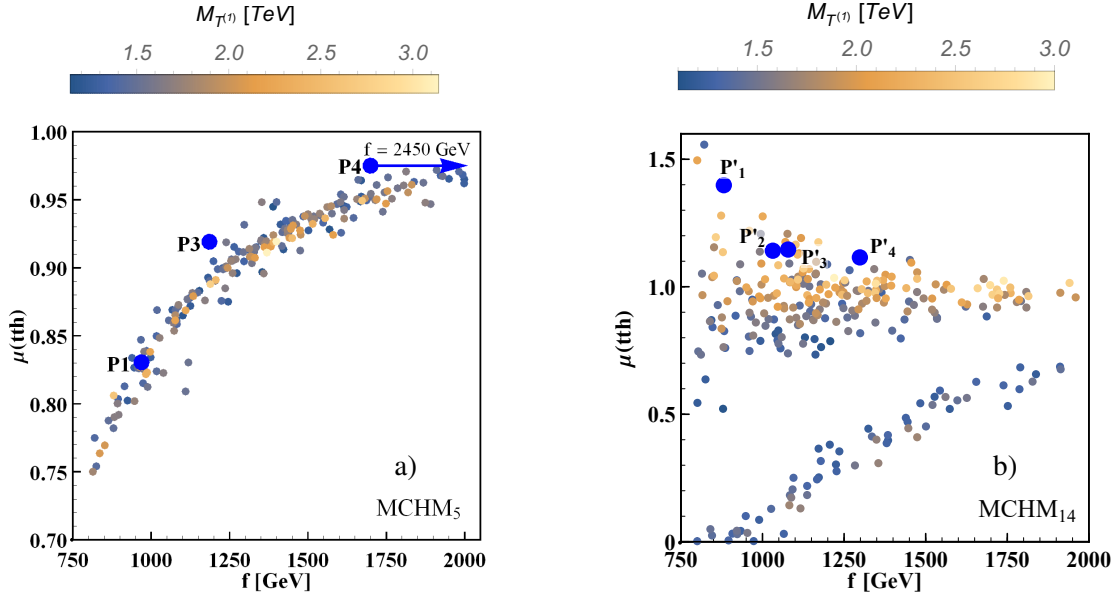 M_T(1) [TeV]
1.5 2.0 2.5 3.0
1.00
0.95
0.90
0.85
0.80
0.75
0.70
μ(tth)
f = 2450 GeV
P4
P3
P1
a)
MCHM5
750 1000 1250 1500 1750 2000
f [GeV]
M_T(1) [TeV]
1.5 2.0 2.5 3.0
1.5
1.0
0.5
0
μ(tth)
P'1
P'2
P'3
P'4
b)
MCHM14
750 1000 1250 1500 1750 2000
f [GeV]